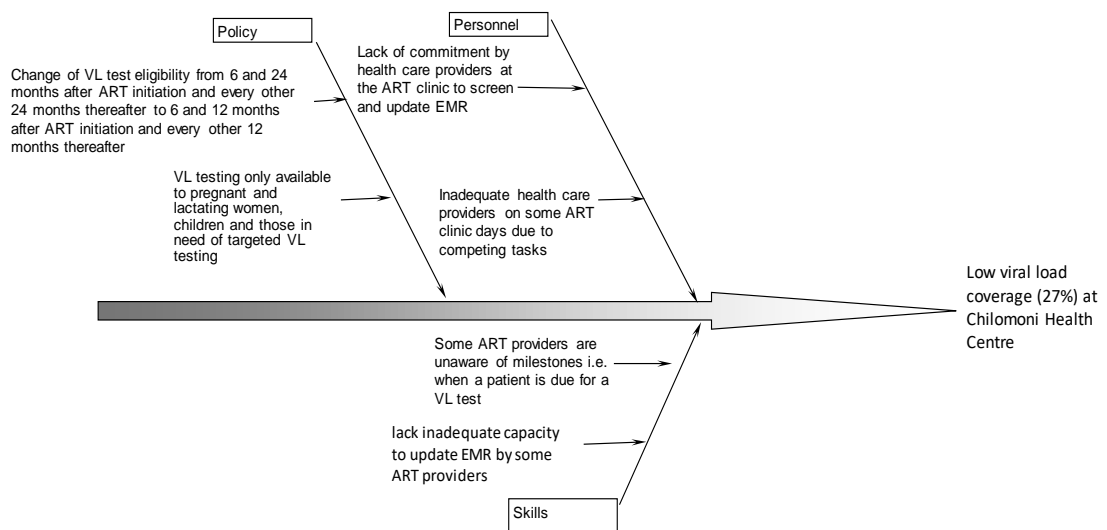 Policy
Personnel
Change of VL test eligibility from 6 and 24
months after ART initiation and every other
24 months thereafter to 6 and 12 months
after ART initiation and every other 12
months thereafter
Lack of commitment by
health care providers at
the ART clinic to screen
and update EMR
VL testing only available
to pregnant and
lactating women,
children and those in
need of targeted VL
testing
Inadequate health care
providers on some ART
clinic days due to
competing tasks
Low viral load
coverage (27%) at
Chilomoni Health
Centre
Some ART providers are
unaware of milestones i.e.
when a patient is due for a
VL test
lack inadequate capacity
to update EMR by some
ART providers
Skills